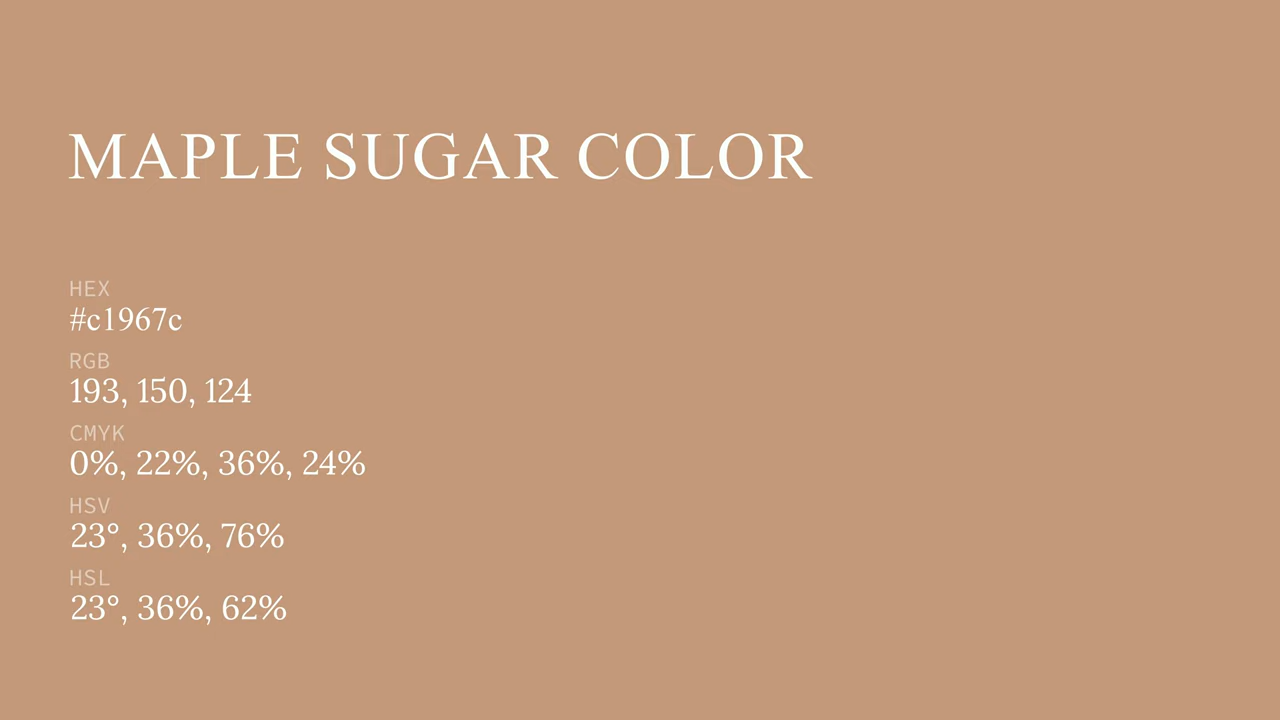 MAPLE SUGAR COLOR
HEX
#c1967c
RGB
193, 150, 124
CMYK
0%, 22%, 36%, 24%
HSV
23°, 36%, 76%
HSL
23°, 36%, 62%